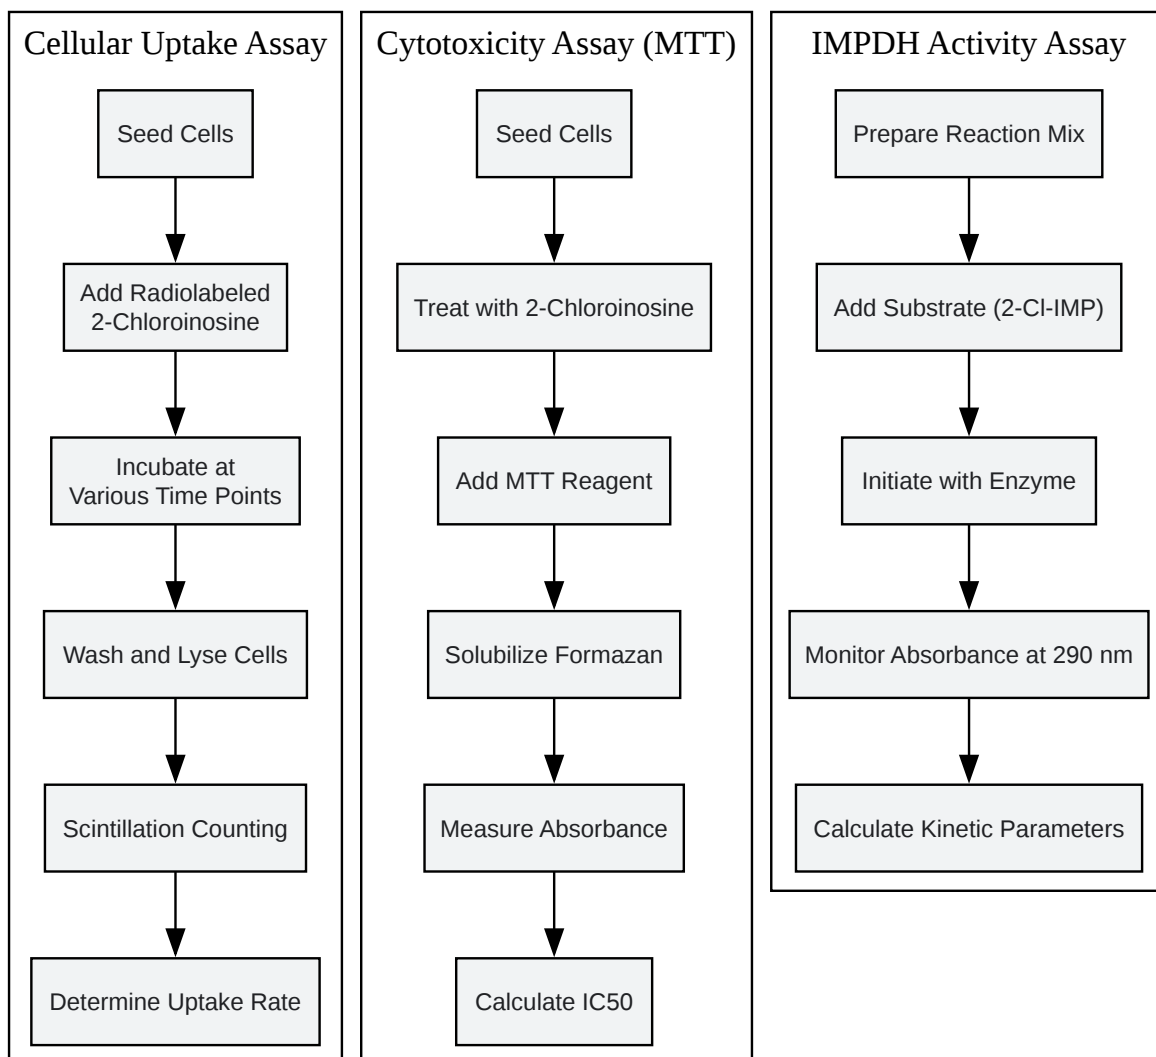 Cellular Uptake Assay
Seed Cells
Add Radiolabeled
2-Chloroinosine
Incubate at
Various Time Points
Wash and Lyse Cells
Scintillation Counting
Determine Uptake Rate
Cytotoxicity Assay (MTT)
Seed Cells
Treat with 2-Chloroinosine
Add MTT Reagent
Solubilize Formazan
Measure Absorbance
Calculate IC50
IMPDH Activity Assay
Prepare Reaction Mix
Add Substrate (2-Cl-IMP)
Initiate with Enzyme
Monitor Absorbance at 290 nm
Calculate Kinetic Parameters